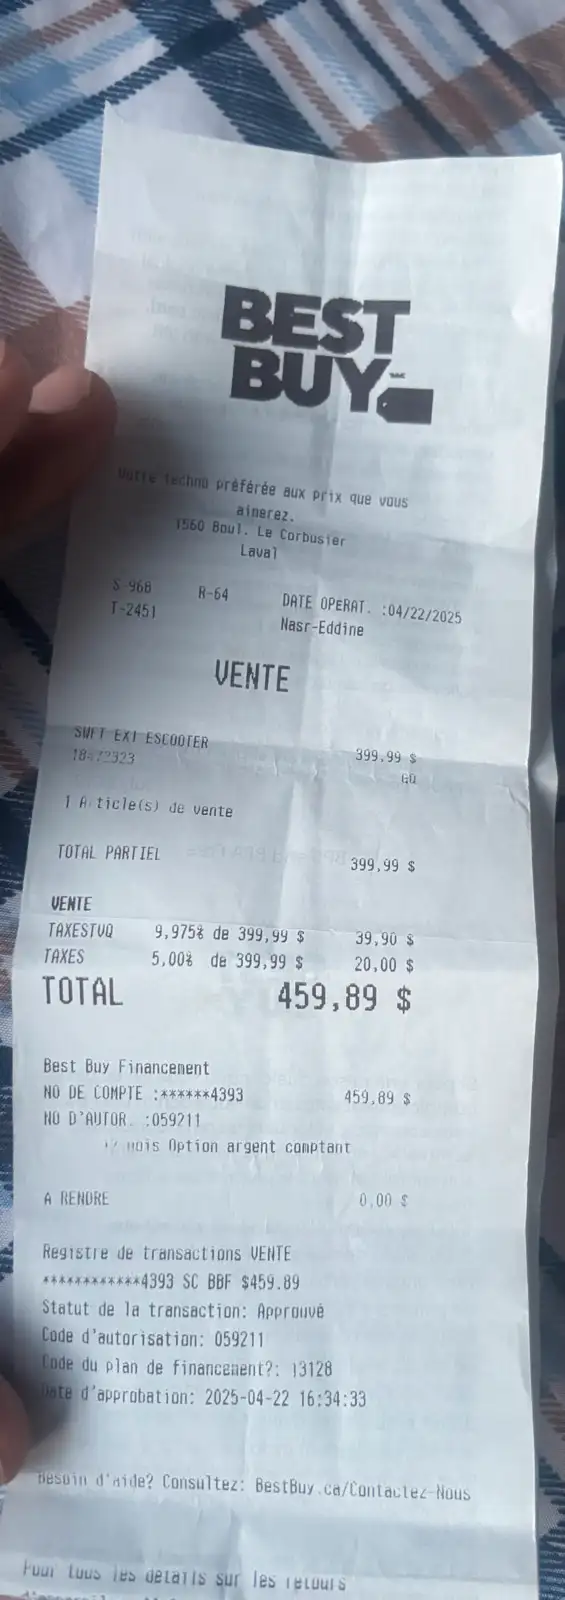 BEST
BUY
Votre techno préférée aux prix que vous
aimerez.
1560 Boul. Le Corbusier
Laval
S-968 R-64 DATE OPERAT. :04/22/2025
T-2451 Nasr-Eddine
VENTE
SWFT EXI ESCOOTER 399.99 $
GQ
1 Article(s) de vente
TOTAL PARTIEL 399,99 $
VENTE
TAXESTVQ 9,975% de 399,99 $ 39,90 $
TAXES 5,00% de 399,99 $ 20,00 $
TOTAL 459,89 $
Best Buy Financement
NO DE COMPTE :******4393 459,89 $
NO D'AUTOR. :059211
mois Option argent comptant
A RENDRE 0,00 $
Registre de transactions VENTE
************4393 SC BBF $459.89
Statut de la transaction: Approuvé
Code d'autorisation: 059211
Code du plan de financement?: 13128
Date d'approbation: 2025-04-22 16:34:33
Besoin d'aide? Consultez: BestBuy.ca/Contactez-Nous
Pour tous les détails sur les retours